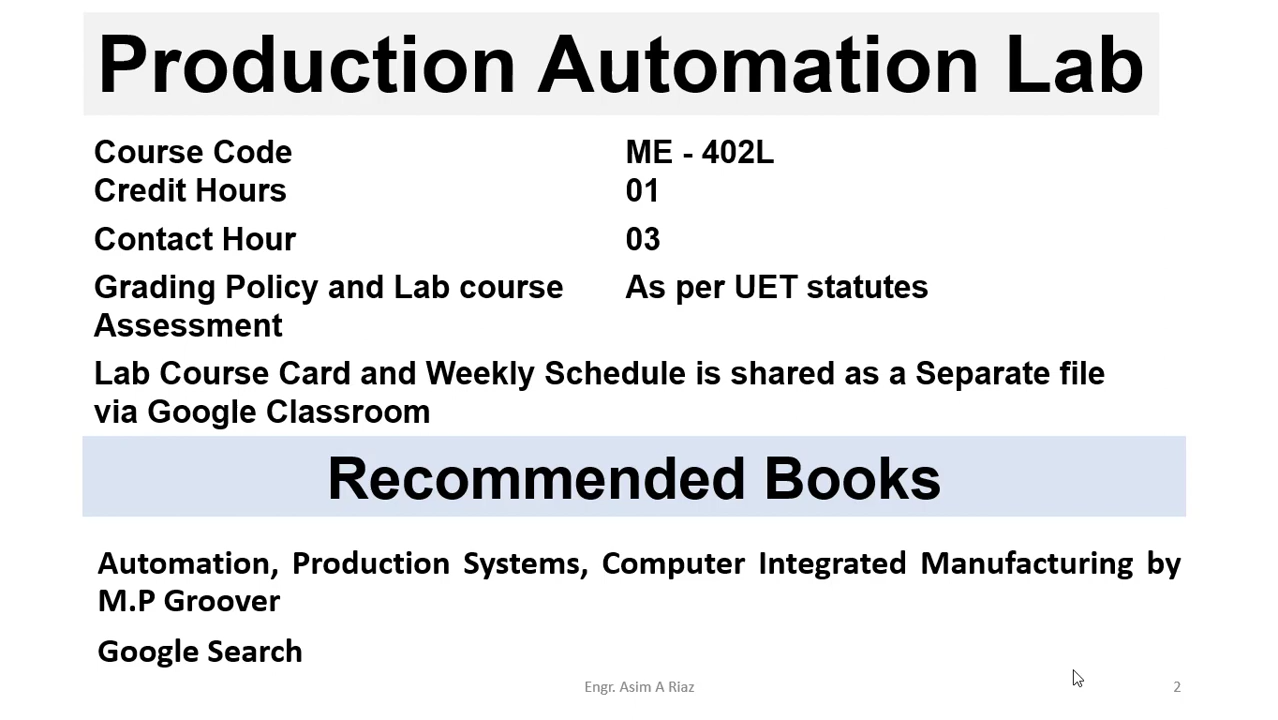 Production Automation Lab
Course Code ME - 402L
Credit Hours 01
Contact Hour 03
Grading Policy and Lab course As per UET statutes
Assessment
Lab Course Card and Weekly Schedule is shared as a Separate file
via Google Classroom
Recommended Books
Automation, Production Systems, Computer Integrated Manufacturing by
M.P Groover
Google Search
Engr. Asim A Riaz 2